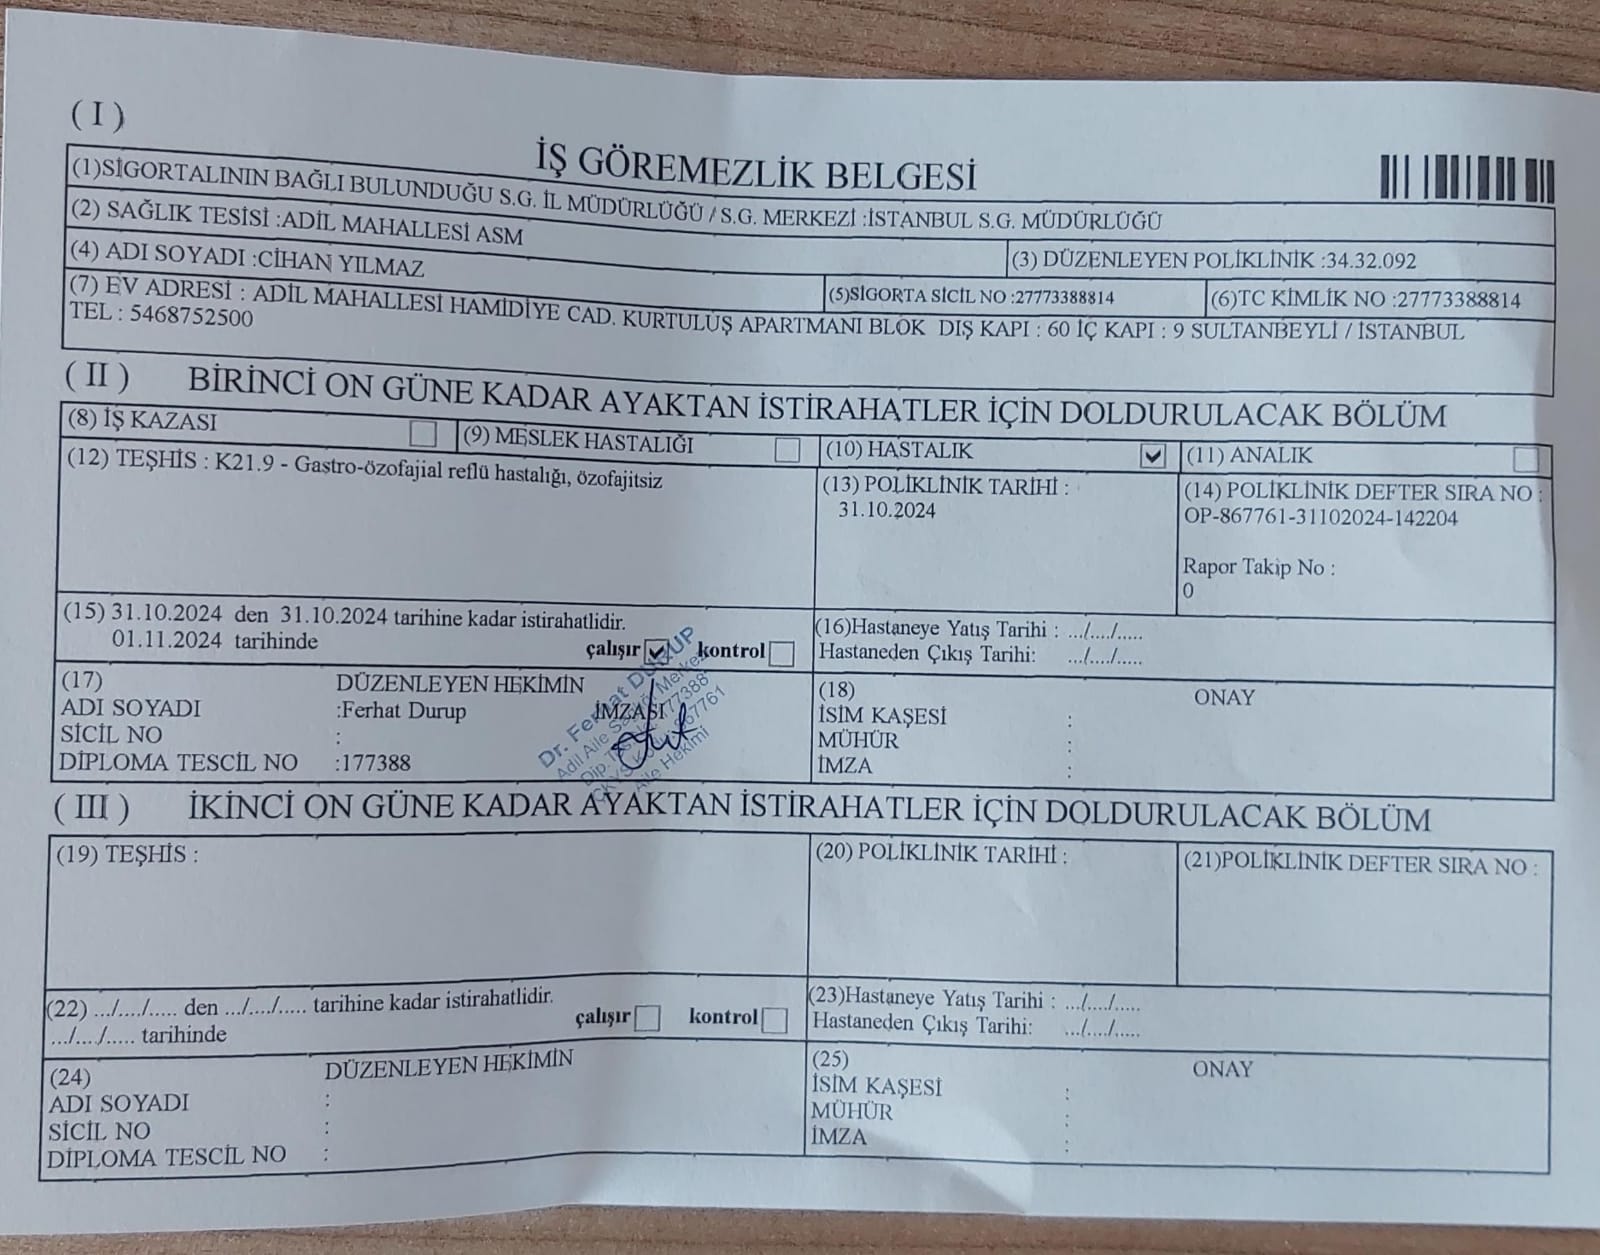 ( I )
İŞ GÖREMEZLİK BELGESİ
(1)SİGORTALININ BAĞLI BULUNDUĞU S.G. İL MÜDÜRLÜĞÜ / S.G. MERKEZİ :İSTANBUL S.G. MÜDÜRLÜĞÜ
(2) SAĞLIK TESİSİ :ADİL MAHALLESİ ASM
(3) DÜZENLEYEN POLİKLİNİK :34.32.092
(4) ADI SOYADI :CİHAN YILMAZ
(5)SİGORTA SİCİL NO :27773388814
(6)TC KİMLİK NO :27773388814
(7) EV ADRESİ : ADİL MAHALLESİ HAMİDİYE CAD. KURTULUŞ APARTMANI BLOK DIŞ KAPI : 60 İÇ KAPI : 9 SULTANBEYLİ / İSTANBUL
TEL : 5468752500
( II ) BİRİNCİ ON GÜNE KADAR AYAKTAN İSTİRAHATLER İÇİN DOLDURULACAK BÖLÜM
(8) İŞ KAZASI
(9) MESLEK HASTALIĞI
(10) HASTALIK
(11) ANALIK
(12) TEŞHİS : K21.9 - Gastro-özofajial reflü hastalığı, özofajitsiz
(13) POLİKLİNİK TARİHİ :
31.10.2024
(14) POLİKLİNİK DEFTER SIRA NO :
OP-867761-31102024-142204
Rapor Takip No :
0
(15) 31.10.2024 den 31.10.2024 tarihine kadar istirahatlidir.
01.11.2024 tarihinde
çalışır
kontrol
(16)Hastaneye Yatış Tarihi : .../..../.....
Hastaneden Çıkış Tarihi: .../..../.....
(17) DÜZENLEYEN HEKİMİN
ADI SOYADI :Ferhat Durup İMZASI
SİCİL NO :
DİPLOMA TESCİL NO :177388
Dr. Ferhat DURUP
Adil Aile Sağlığı Merkezi
Dip. 177388
867761
Aile Hekimi
(18) ONAY
İSİM KAŞESİ :
MÜHÜR :
İMZA :
( III ) İKİNCİ ON GÜNE KADAR AYAKTAN İSTİRAHATLER İÇİN DOLDURULACAK BÖLÜM
(19) TEŞHİS :
(20) POLİKLİNİK TARİHİ :
(21)POLİKLİNİK DEFTER SIRA NO :
(22) .../..../..... den .../..../..... tarihine kadar istirahatlidir.
.../..../..... tarihinde
çalışır
kontrol
(23)Hastaneye Yatış Tarihi : .../..../.....
Hastaneden Çıkış Tarihi: .../..../.....
(24) DÜZENLEYEN HEKİMİN
ADI SOYADI :
SİCİL NO :
DİPLOMA TESCİL NO :
(25) ONAY
İSİM KAŞESİ :
MÜHÜR :
İMZA :